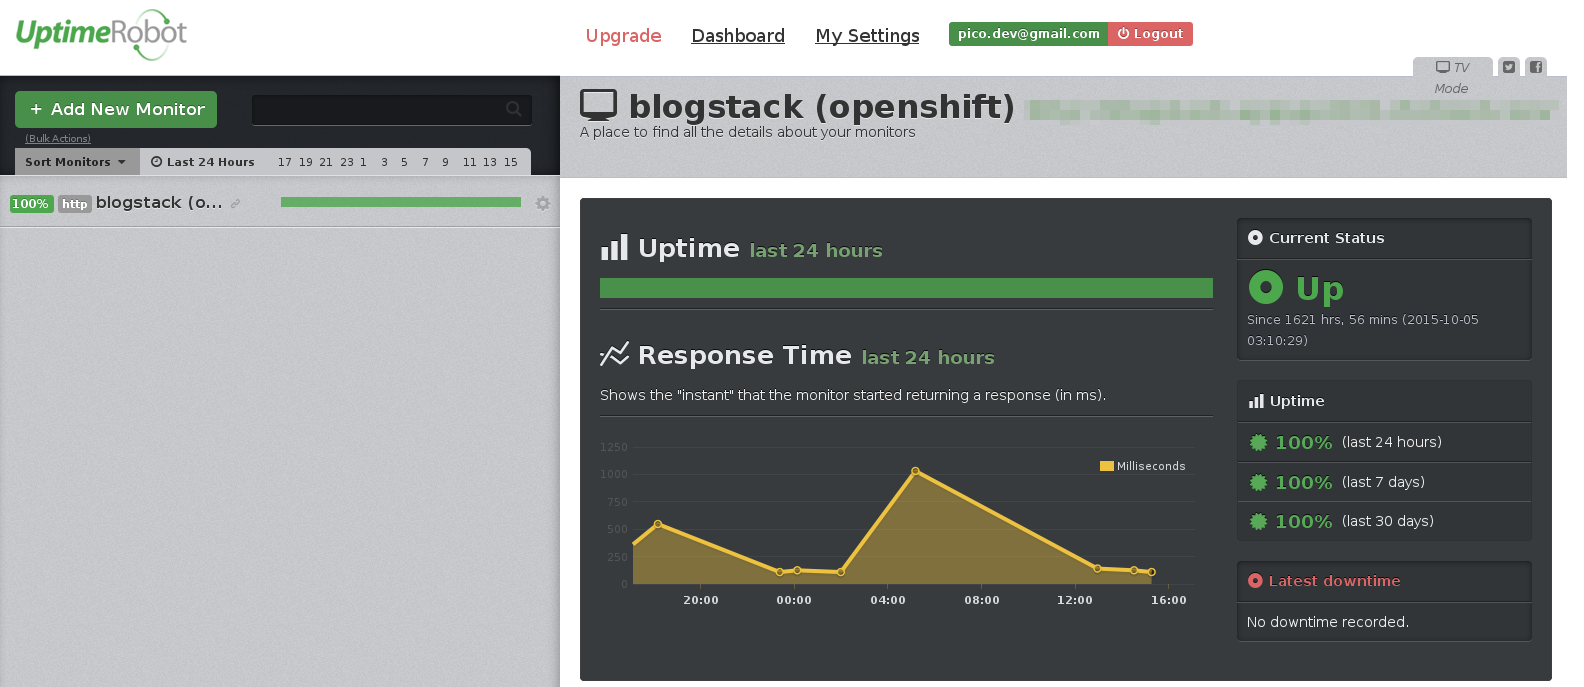 UptimeRobot
Upgrade Dashboard My Settings pico.dev@gmail.com Logout
TV Mode
+ Add New Monitor
(Bulk Actions)
Sort Monitors Last 24 Hours 17 19 21 23 1 3 5 7 9 11 13 15
100% http blogstack (o...
blogstack (openshift)
A place to find all the details about your monitors
Uptime last 24 hours
Response Time last 24 hours
Shows the "instant" that the monitor started returning a response (in ms).
1250
1000
750
500
250
0
Milliseconds
20:00 00:00 04:00 08:00 12:00 16:00
Current Status
Up
Since 1621 hrs, 56 mins (2015-10-05
03:10:29)
Uptime
100% (last 24 hours)
100% (last 7 days)
100% (last 30 days)
Latest downtime
No downtime recorded.